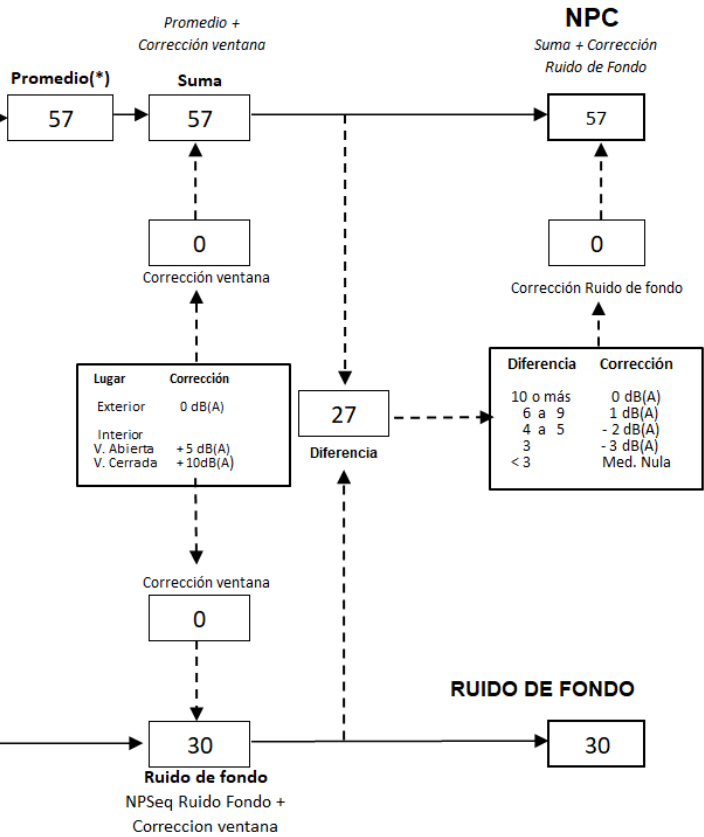 Promedio +
Corrección ventana
NPC
Suma + Corrección
Ruido de Fondo
Promedio(*)
Suma
57
57
57
0
Corrección ventana
0
Corrección Ruido de fondo
Lugar Corrección
Exterior 0 dB(A)
Interior
V. Abierta +5 dB(A)
V. Cerrada +10dB(A)
27
Diferencia
Diferencia Corrección
10 o más 0 dB(A)
6 a 9 1 dB(A)
4 a 5 - 2 dB(A)
3 - 3 dB(A)
< 3 Med. Nula
Corrección ventana
0
RUIDO DE FONDO
30
30
Ruido de fondo
NPSeq Ruido Fondo +
Correccion ventana